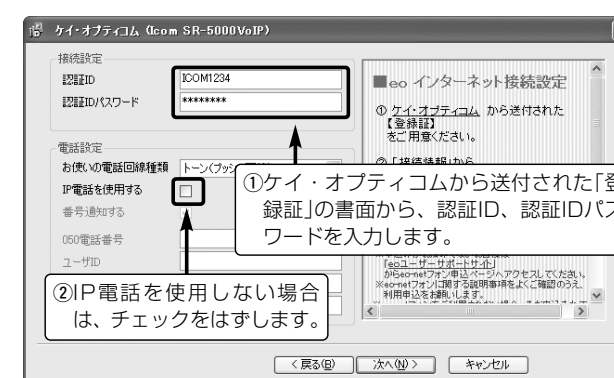 ケイ・オプティコム (Icom SR-5000VoIP)
接続設定
認証ID
ICOM1234
認証ID/パスワード
********
電話設定
お使いの電話回線種類
トーン(プッシ
IP電話を使用する
番号通知する
050電話番号
ユーザID
■eo インターネット接続設定
① ケイ・オプティコム から送付された
【登録証】
をご用意ください。
②「接続情報」から
①ケイ・オプティコムから送付された「登
録証」の書面から、認証ID、認証IDパス
ワードを入力します。
「eoユーザーサポートサイト」
からeo-netフォン申込ページへアクセスしてください。
※eo-netフォンに関する説明事項をよくご確認のうえ、
利用申込をお願いします。
②IP電話を使用しない場合
は、チェックをはずします。
< 戻る(B)
次へ(N) >
キャンセル